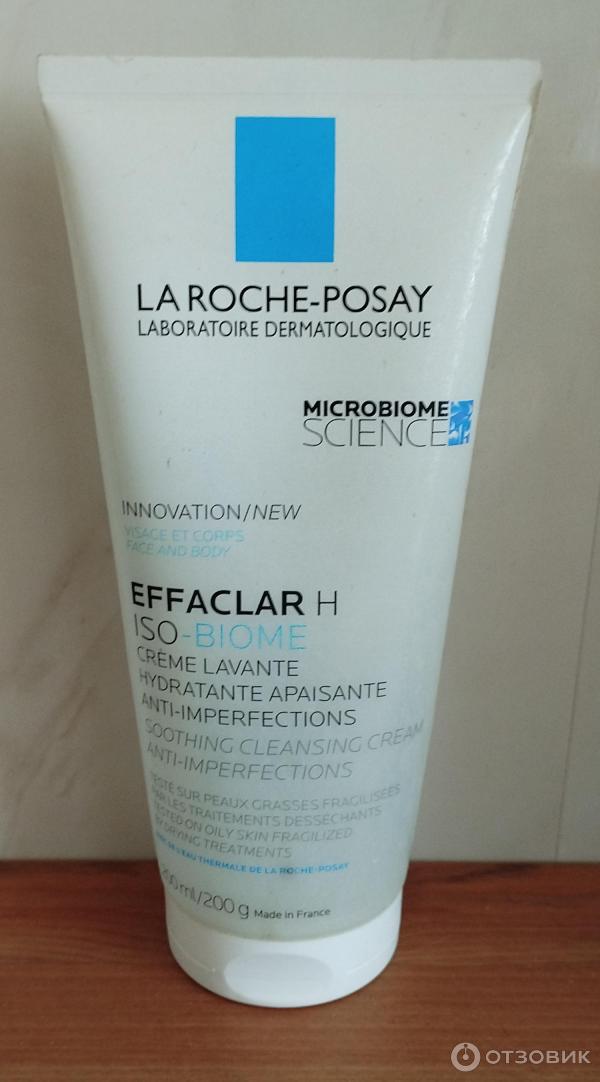 LA ROCHE-POSAY
LABORATOIRE DERMATOLOGIQUE
MICROBIOME
SCIENCE
INNOVATION/NEW
VISAGE ET CORPS
FACE AND BODY
EFFACLAR H
ISO-BIOME
CRÈME LAVANTE
HYDRATANTE APAISANTE
ANTI-IMPERFECTIONS
SOOTHING CLEANSING CREAM
ANTI-IMPERFECTIONS
TESTÉ SUR PEAUX GRASSES FRAGILISÉES
PAR LES TRAITEMENTS DESSÉCHANTS
TESTED ON OILY SKIN FRAGILIZED
BY DRYING TREATMENTS
DE L'EAU THERMALE DE LA ROCHE-POSAY
200 ml/200 g Made in France
ОТЗОВИК